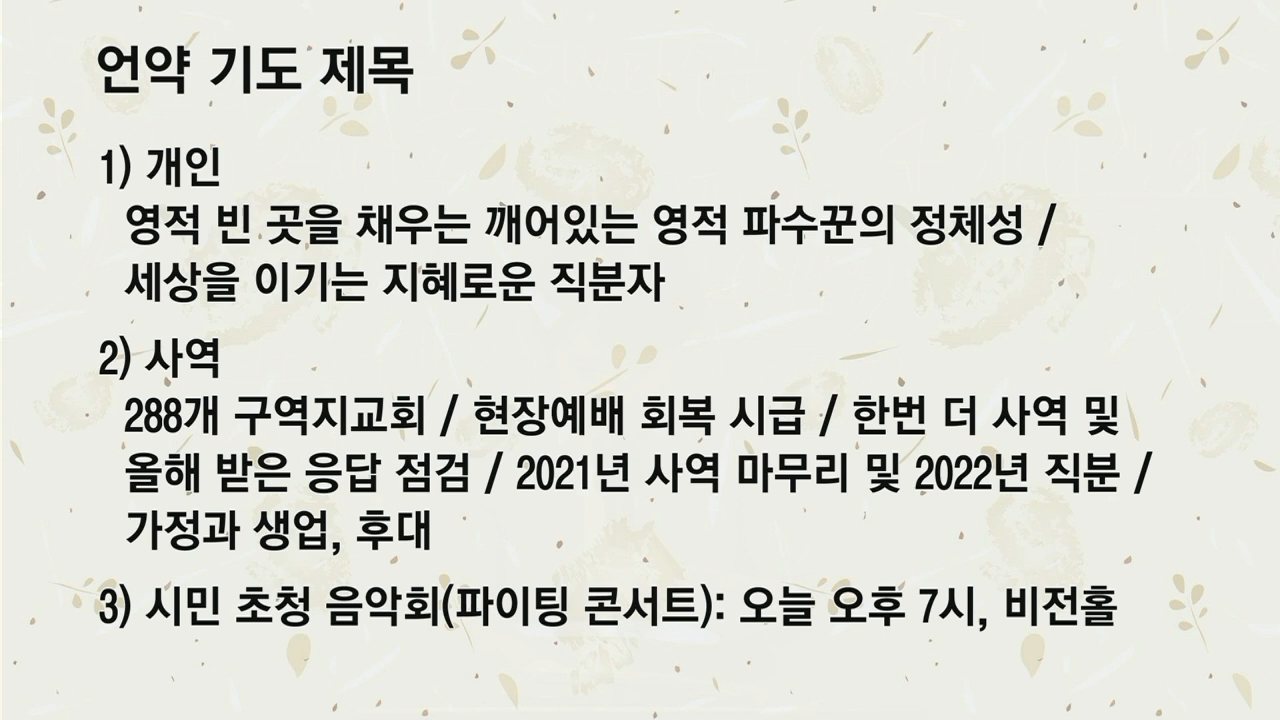 언약 기도 제목
1) 개인
영적 빈 곳을 채우는 깨어있는 영적 파수꾼의 정체성 /
세상을 이기는 지혜로운 직분자
2) 사역
288개 구역지교회 / 현장예배 회복 시급 / 한번 더 사역 및
올해 받은 응답 점검 / 2021년 사역 마무리 및 2022년 직분 /
가정과 생업, 후대
3) 시민 초청 음악회(파이팅 콘서트): 오늘 오후 7시, 비전홀